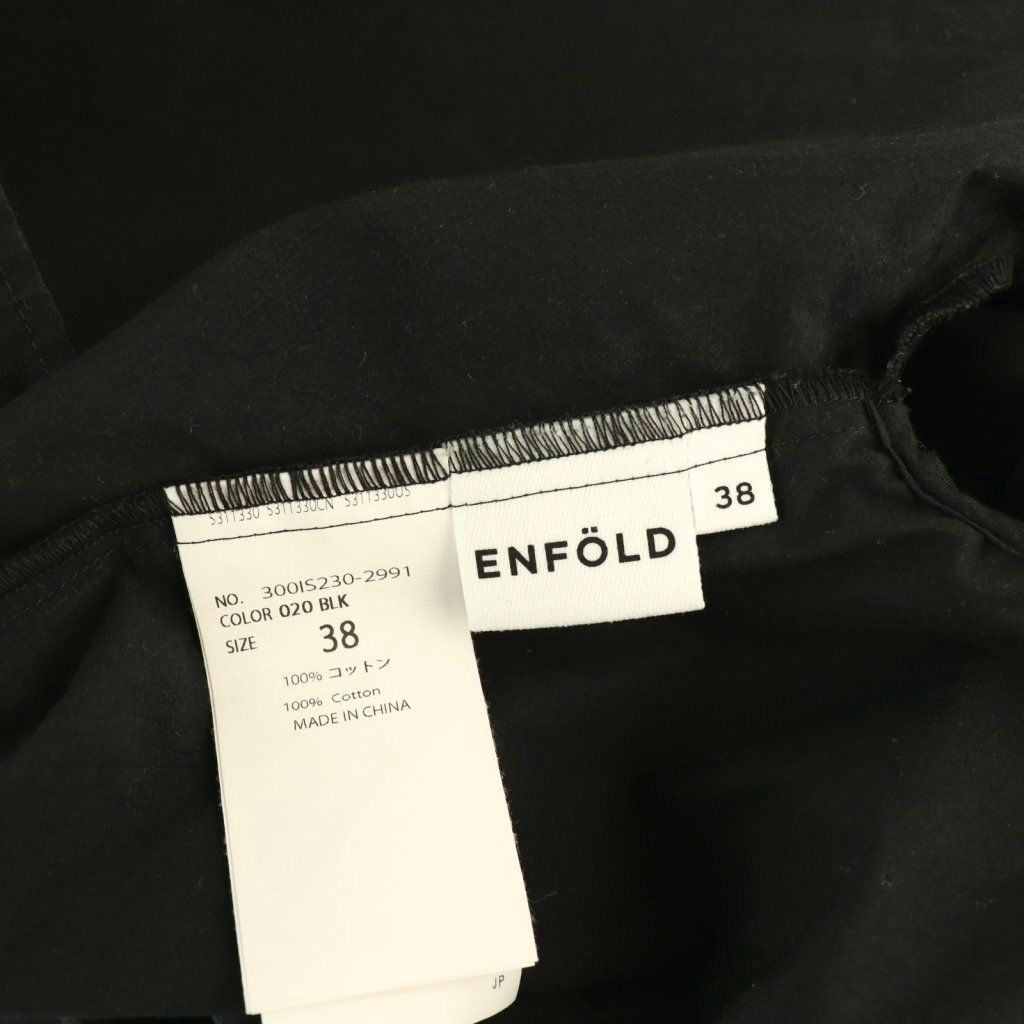 S311330 S311330CN S311330OS
NO. 300IS230-2991
COLOR 020 BLK
SIZE 38
100% コットン
100% Cotton
MADE IN CHINA
ENFÖLD
38
JP